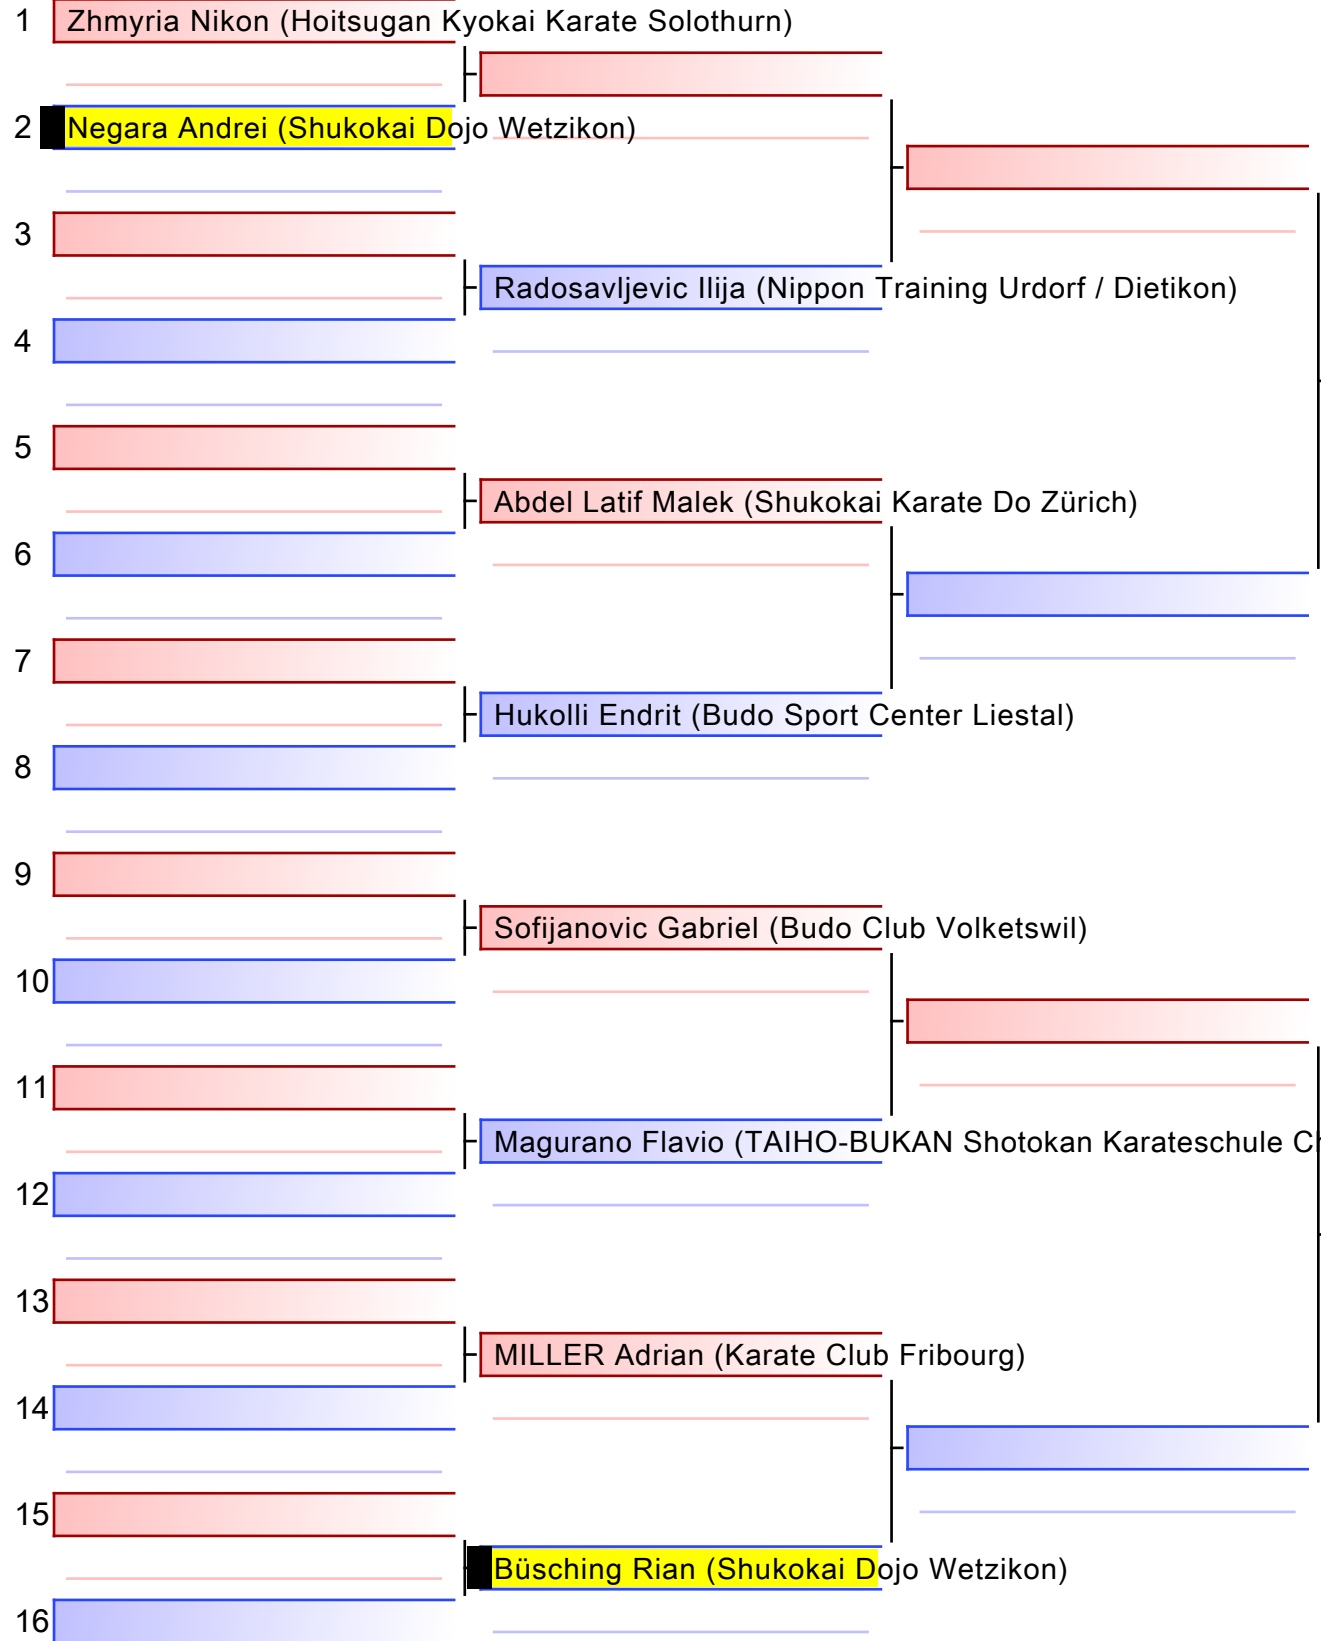 1 Zhmyria Nikon (Hoitsugan Kyokai Karate Solothurn)
2 Negara Andrei (Shukokai Dojo Wetzikon)
3
Radosavljevic Ilija (Nippon Training Urdorf / Dietikon)
4
5
Abdel Latif Malek (Shukokai Karate Do Zürich)
6
7
Hukolli Endrit (Budo Sport Center Liestal)
8
9
Sofijanovic Gabriel (Budo Club Volketswil)
10
11
Magurano Flavio (TAIHO-BUKAN Shotokan Karateschule
12
13
MILLER Adrian (Karate Club Fribourg)
14
15
Büsching Rian (Shukokai Dojo Wetzikon)
16